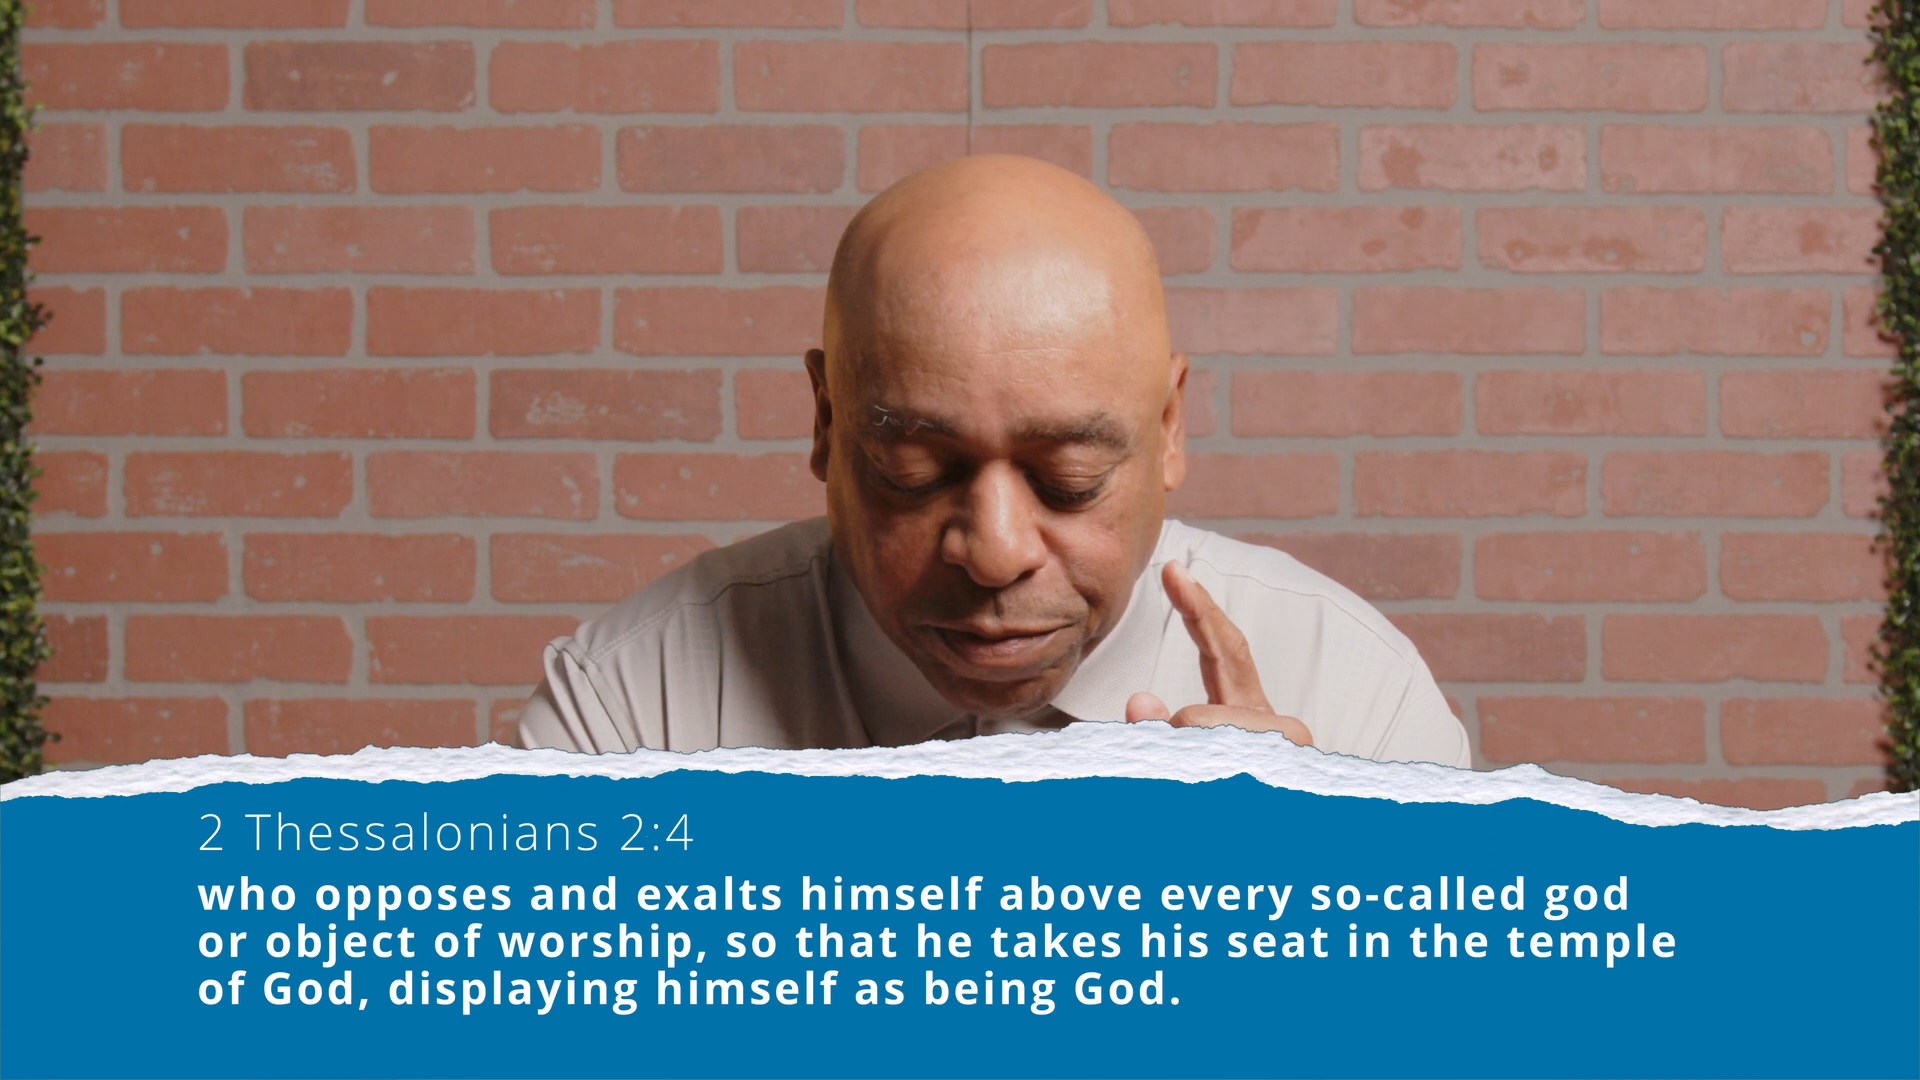 2 Thessalonians 2:4
who opposes and exalts himself above every so-called god
or object of worship, so that he takes his seat in the temple
of God, displaying himself as being God.